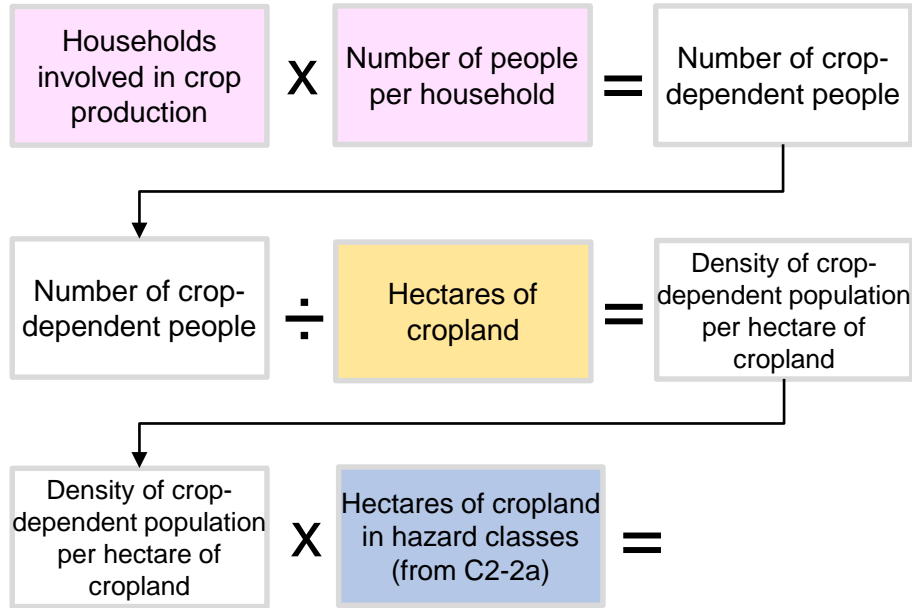 Households
involved in crop
production
x
Number of people
per household
=
Number of crop-
dependent people
Number of crop-
dependent people
÷
Hectares of
cropland
=
Density of crop-
dependent population
per hectare of
cropland
Density of crop-
dependent population
per hectare of
cropland
x
Hectares of cropland
in hazard classes
(from C2-2a)
=